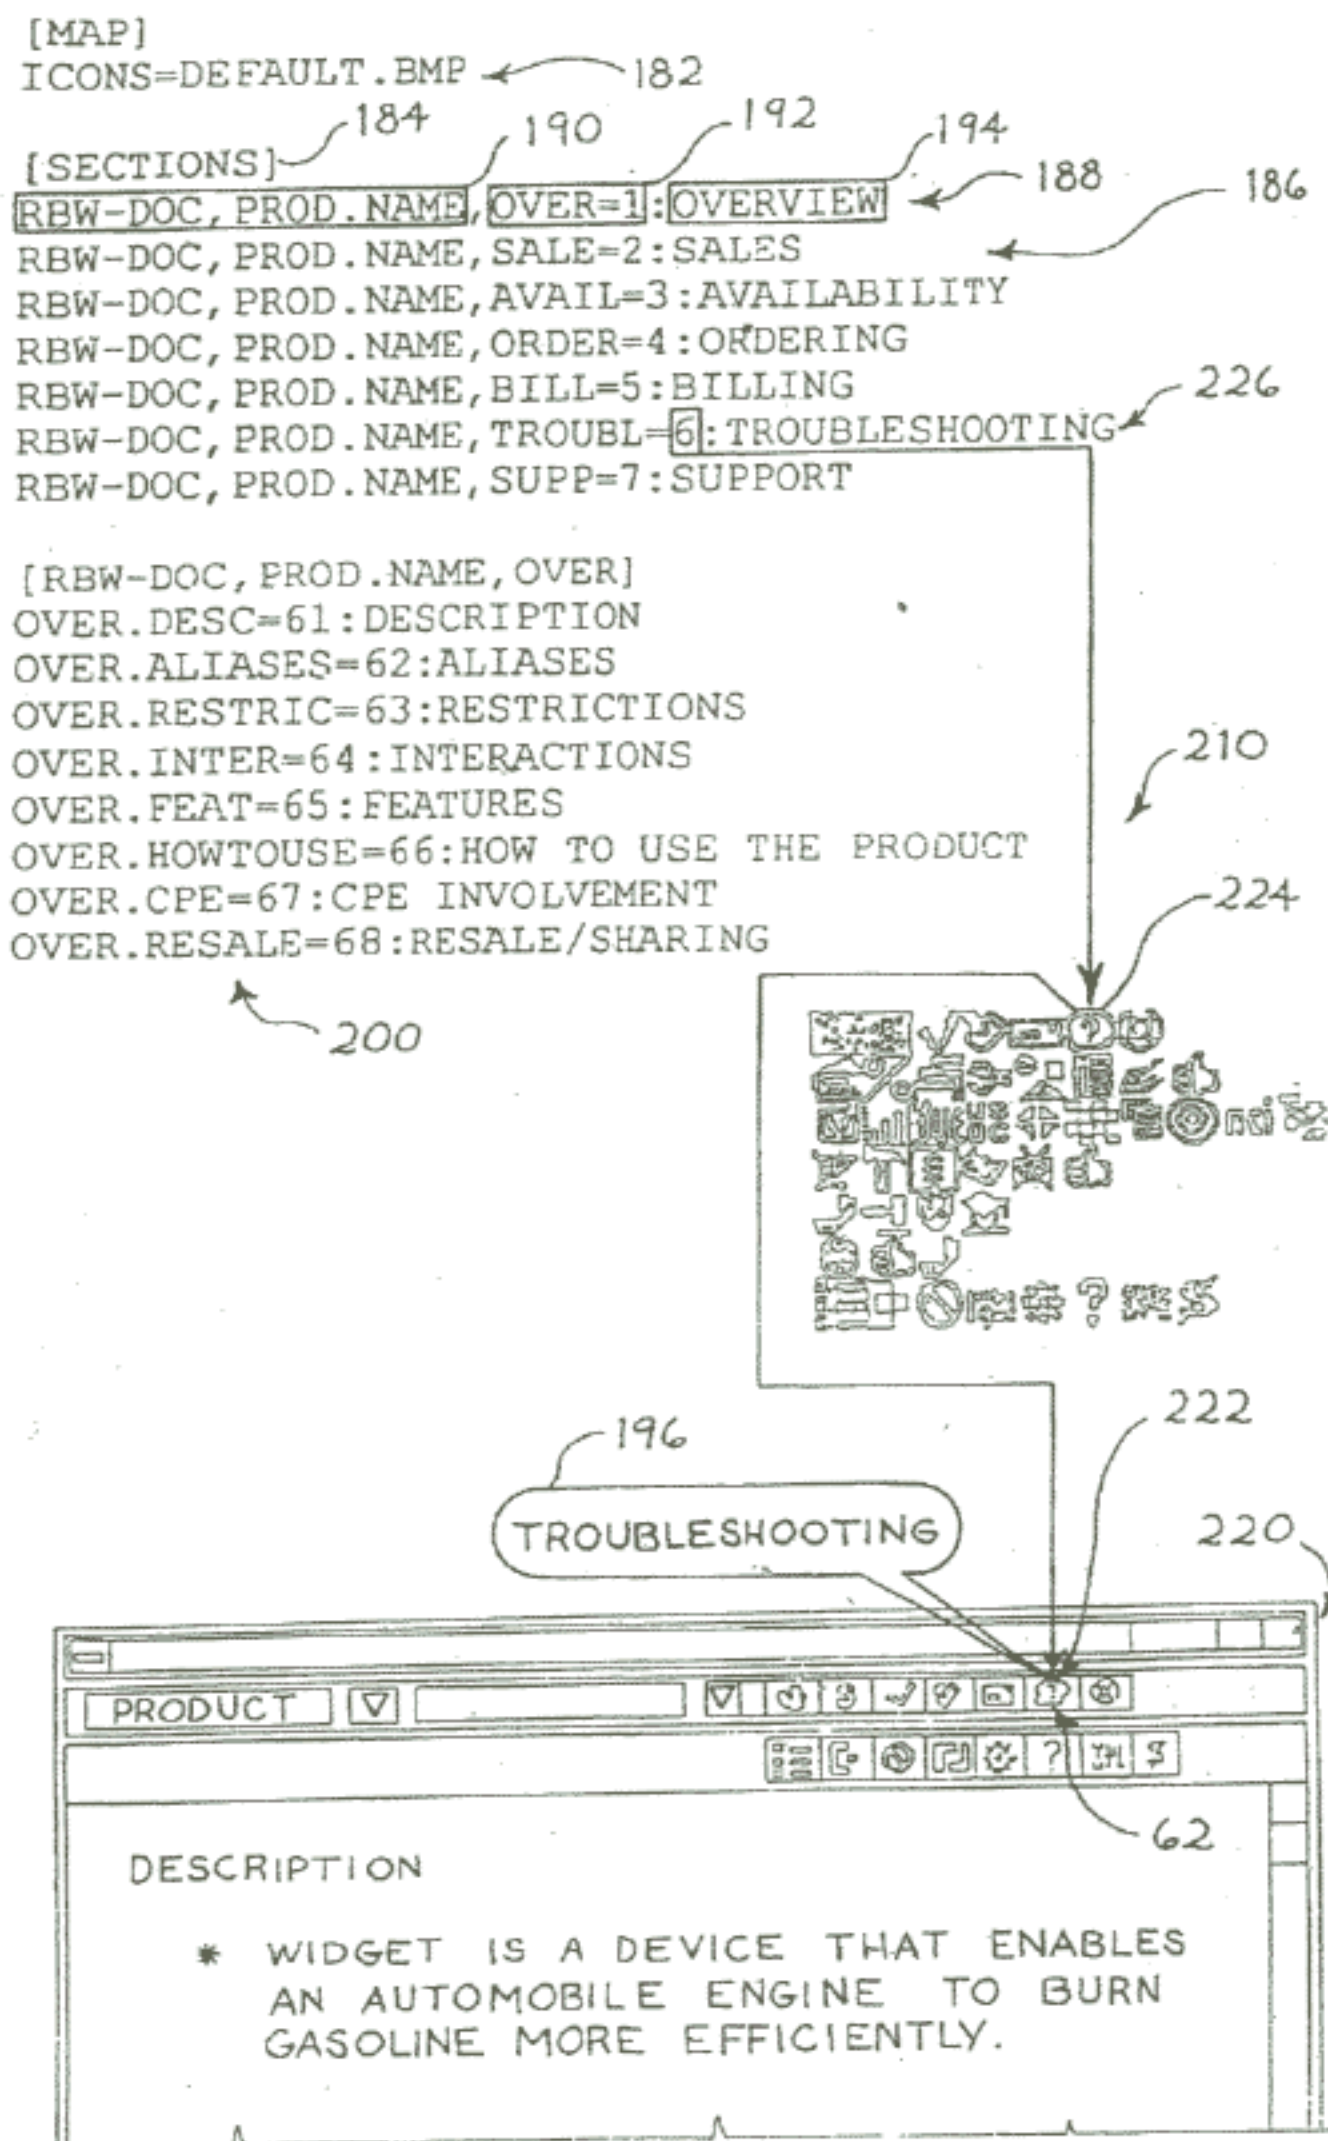 [MAP]
ICONS=DEFAULT.BMP 182
184 190 192 194
[SECTIONS] 188 186
RBW-DOC,PROD.NAME,OVER=1:OVERVIEW
RBW-DOC,PROD.NAME,SALE=2:SALES
RBW-DOC,PROD.NAME,AVAIL=3:AVAILABILITY
RBW-DOC,PROD.NAME,ORDER=4:ORDERING
RBW-DOC,PROD.NAME,BILL=5:BILLING 226
RBW-DOC,PROD.NAME,TROUBL=6:TROUBLESHOOTING
RBW-DOC,PROD.NAME,SUPP=7:SUPPORT
[RBW-DOC,PROD.NAME,OVER]
OVER.DESC=61:DESCRIPTION
OVER.ALIASES=62:ALIASES
OVER.RESTRIC=63:RESTRICTIONS
OVER.INTER=64:INTERACTIONS 210
OVER.FEAT=65:FEATURES
OVER.HOWTOUSE=66:HOW TO USE THE PRODUCT
OVER.CPE=67:CPE INVOLVEMENT 224
OVER.RESALE=68:RESALE/SHARING
200
?
?
222
196
TROUBLESHOOTING 220
PRODUCT
?
62
DESCRIPTION
* WIDGET IS A DEVICE THAT ENABLES
AN AUTOMOBILE ENGINE TO BURN
GASOLINE MORE EFFICIENTLY.